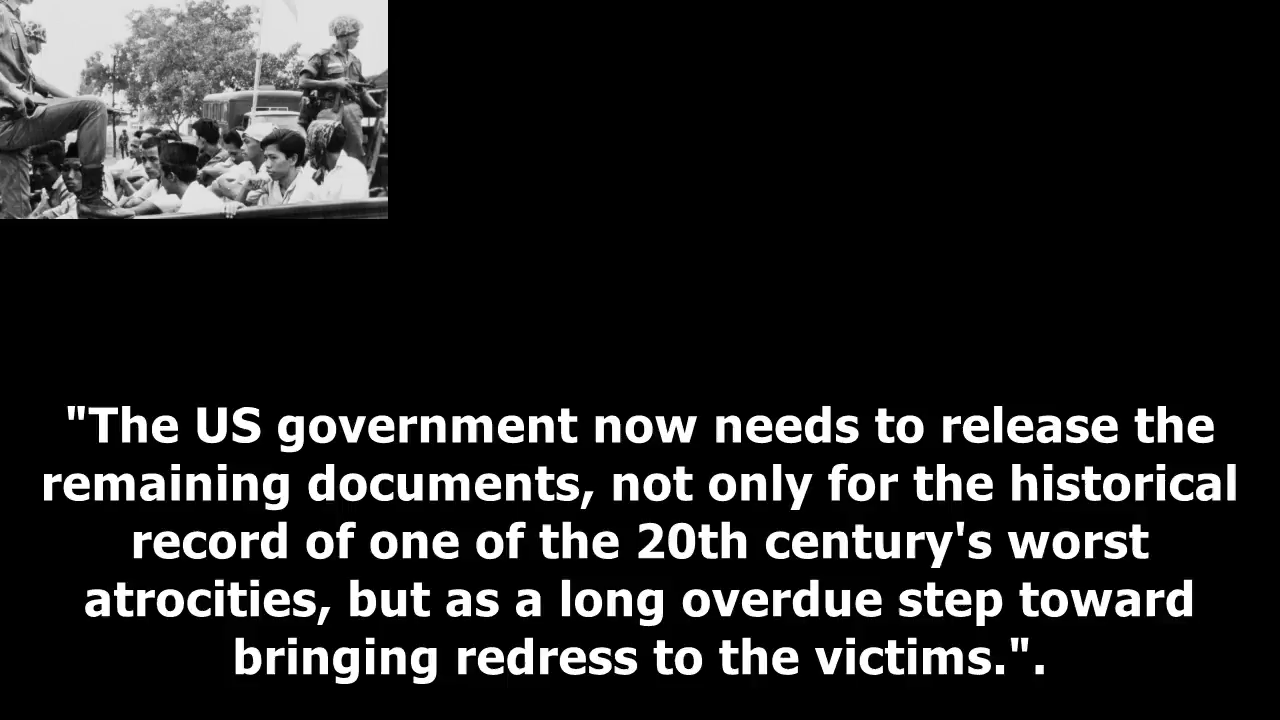 "The US government now needs to release the
remaining documents, not only for the historical
record of one of the 20th century's worst
atrocities, but as a long overdue step toward
bringing redress to the victims.".